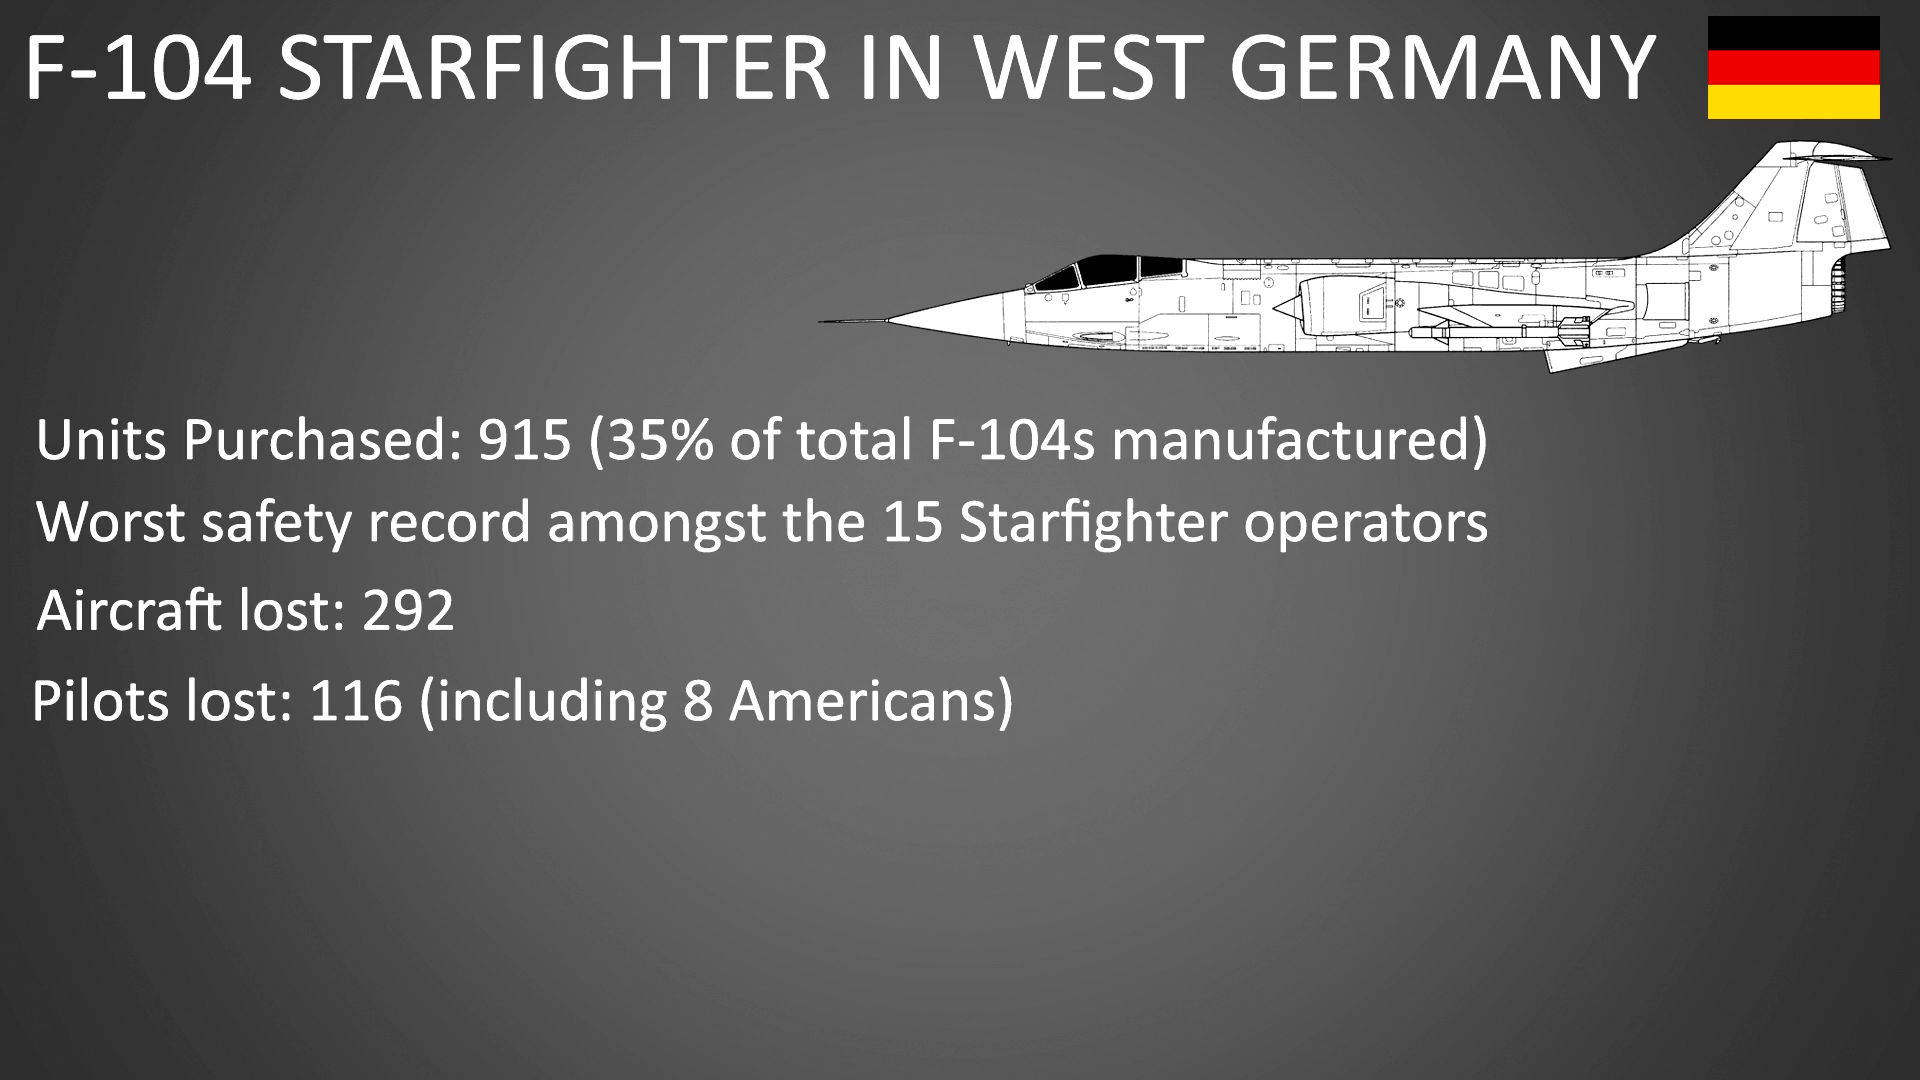 F-104 STARFIGHTER IN WEST GERMANY
Units Purchased: 915 (35% of total F-104s manufactured)
Worst safety record amongst the 15 Starfighter operators
Aircraft lost: 292
Pilots lost: 116 (including 8 Americans)